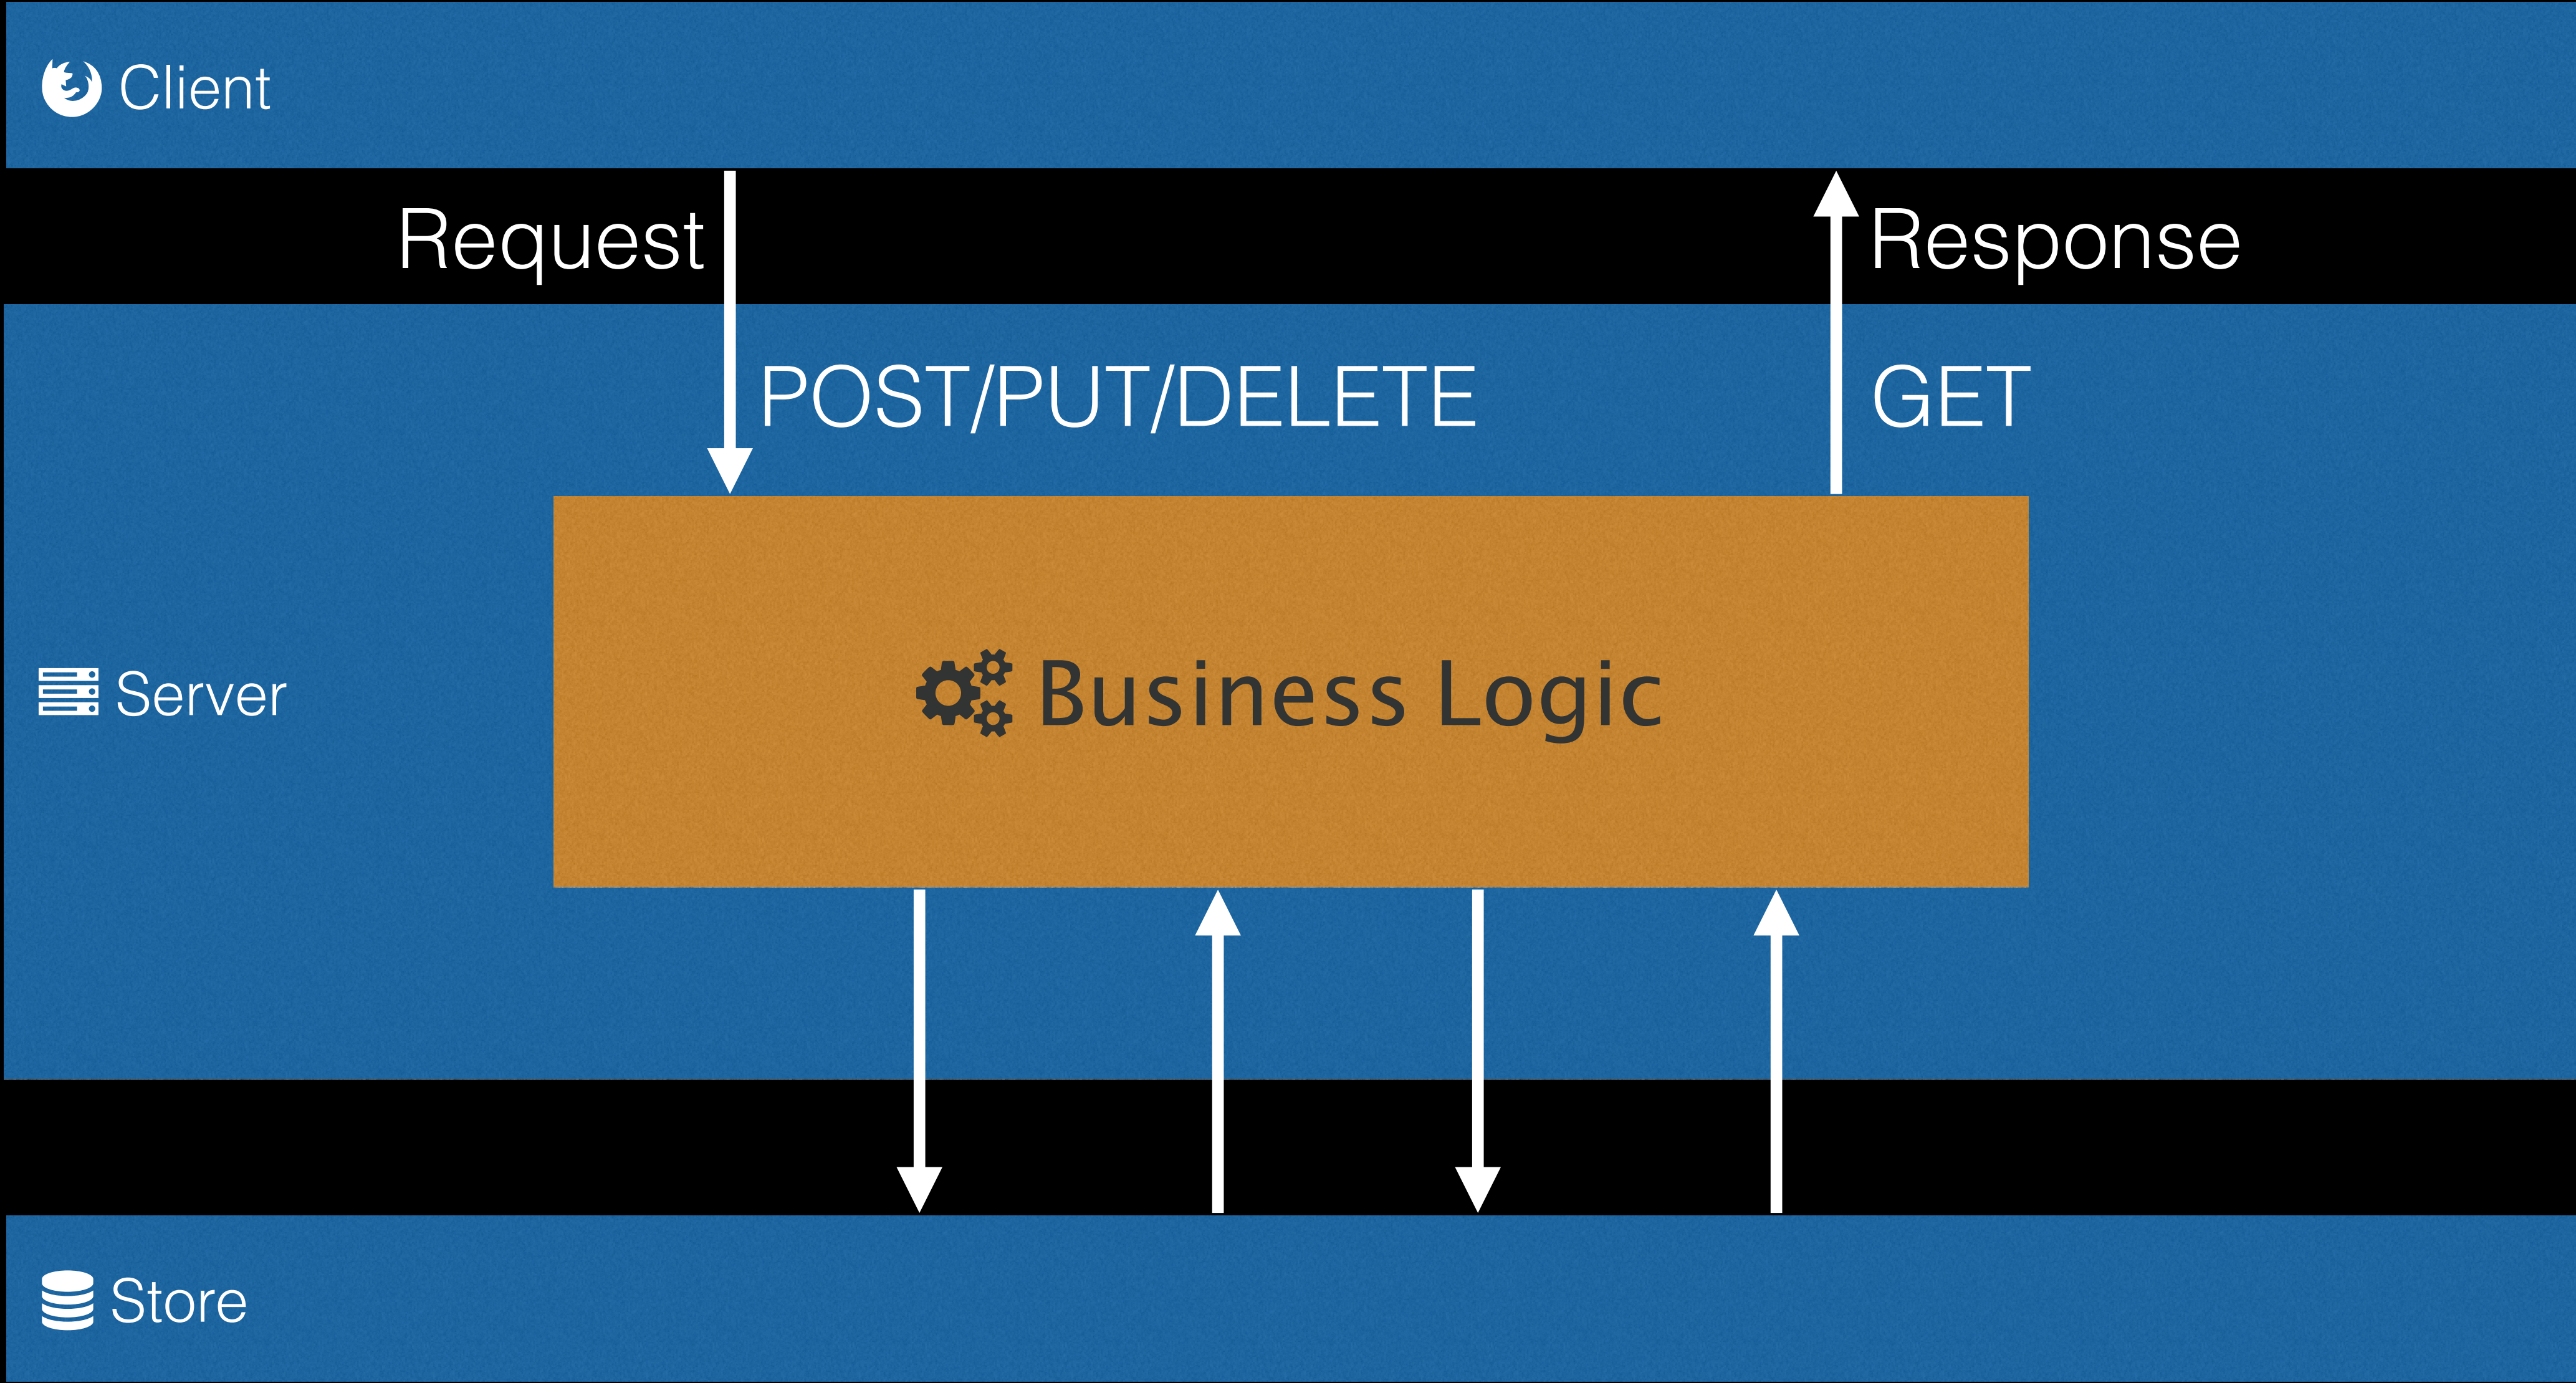 Client
Request
Response
POST/PUT/DELETE
GET
Business Logic
Server
Store